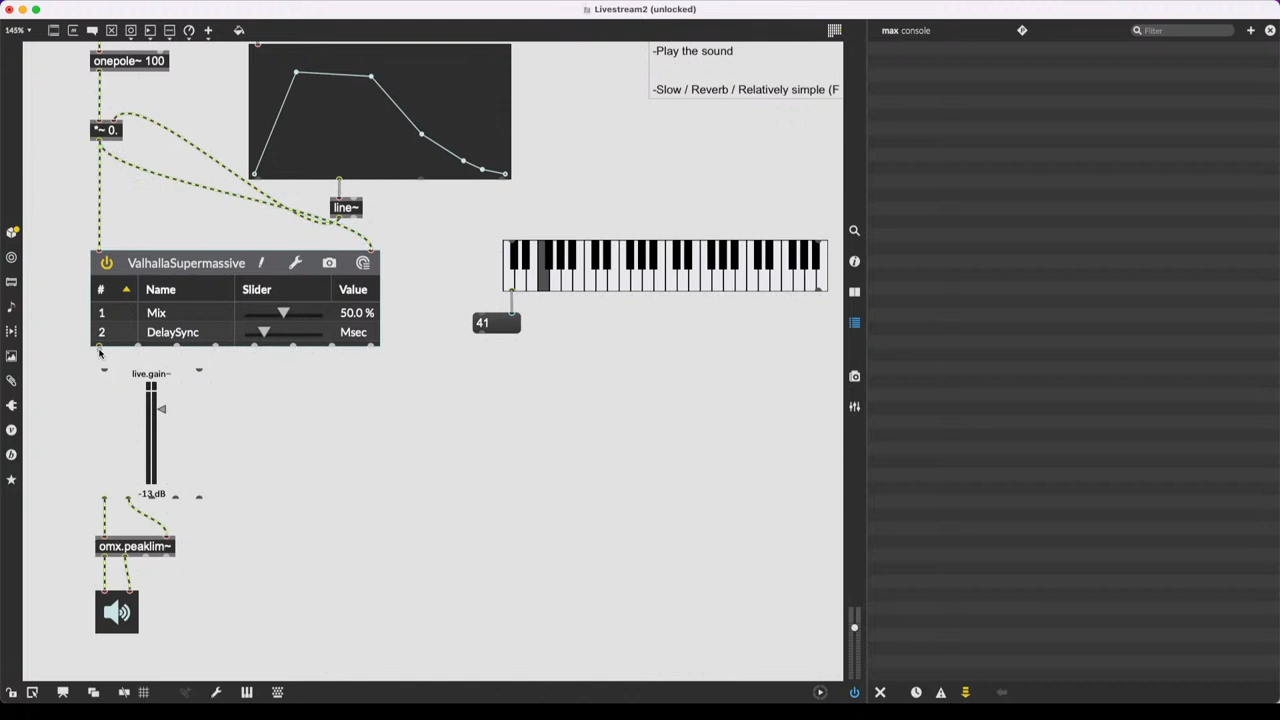 Livestream2 (unlocked)
145%
max console
Filter
onepole~ 100
-Play the sound
-Slow / Reverb / Relatively simple (F
*~ 0.
line~
ValhallaSupermassive
# Name Slider Value
1 Mix 50.0 %
2 DelaySync Msec
41
live.gain~
-13 dB
omx.peaklim~